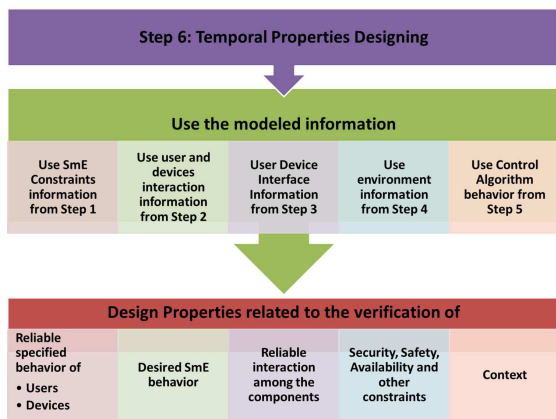 Step 6: Temporal Properties Designing
Use the modeled information
Use SmE
Constraints
information
from Step 1
Use user and
devices
interaction
information
from Step 2
User Device
Interface
Information
from Step 3
Use
environment
information
from Step 4
Use Control
Algorithm
behavior from
Step 5
Design Properties related to the verification of
Reliable
specified
behavior of
• Users
• Devices
Desired SmE
behavior
Reliable
interaction
among the
components
Security, Safety,
Availability and
other
constraints
Context